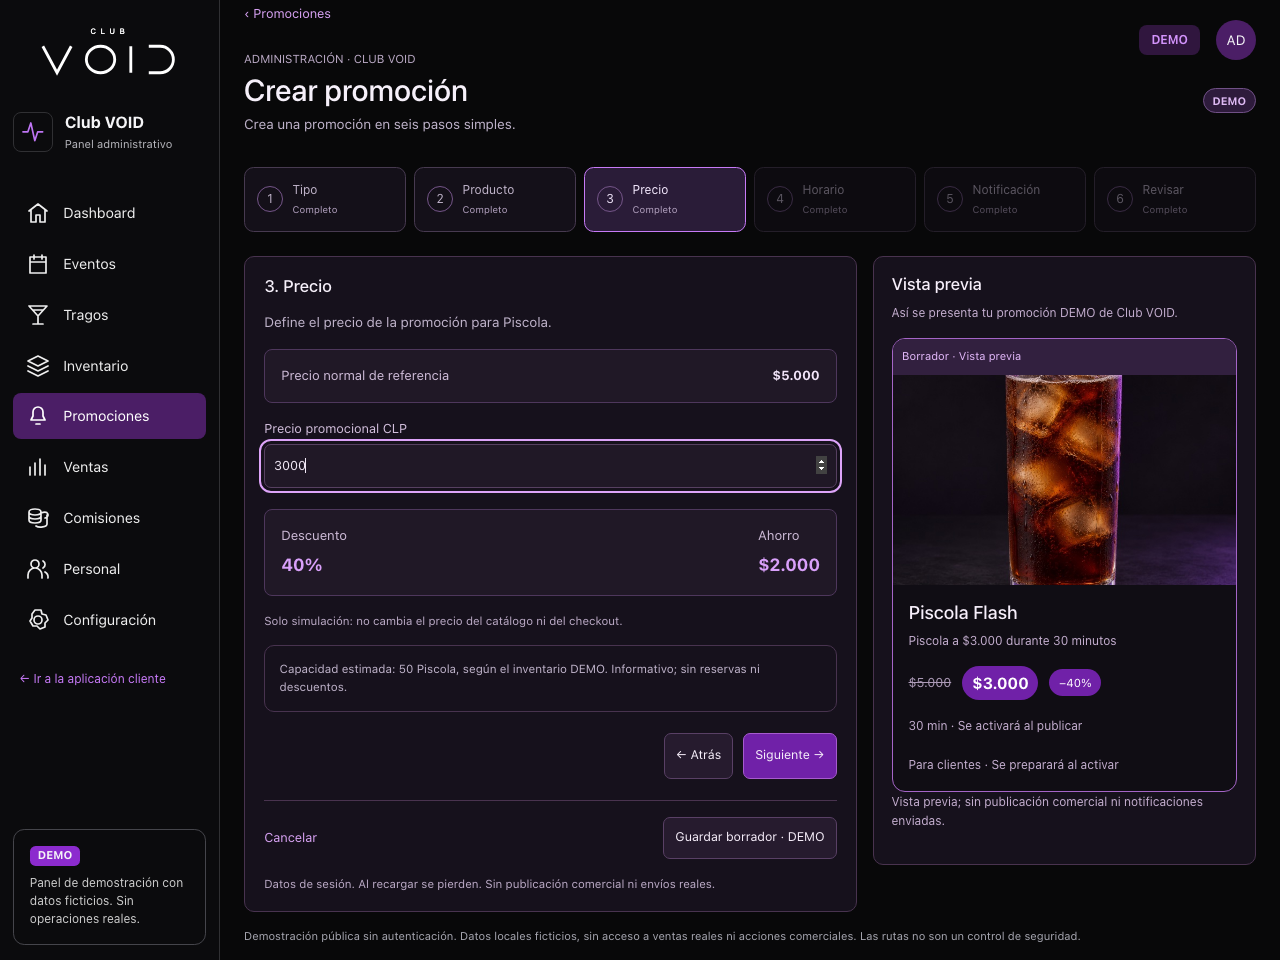 CLUB
VOID
Club VOID
Panel administrativo
Dashboard
Eventos
Tragos
Inventario
Promociones
Ventas
Comisiones
Personal
Configuración
← Ir a la aplicación cliente
DEMO
Panel de demostración con
datos ficticios. Sin
operaciones reales.
‹ Promociones
DEMO
AD
ADMINISTRACIÓN · CLUB VOID
Crear promoción
DEMO
Crea una promoción en seis pasos simples.
1 Tipo
Completo
2 Producto
Completo
3 Precio
Completo
4 Horario
Completo
5 Notificación
Completo
6 Revisar
Completo
3. Precio
Define el precio de la promoción para Piscola.
Precio normal de referencia $5.000
Precio promocional CLP
3000
Descuento Ahorro
40% $2.000
Solo simulación: no cambia el precio del catálogo ni del checkout.
Capacidad estimada: 50 Piscola, según el inventario DEMO. Informativo; sin reservas ni
descuentos.
← Atrás
Siguiente →
Cancelar
Guardar borrador · DEMO
Datos de sesión. Al recargar se pierden. Sin publicación comercial ni envíos reales.
Vista previa
Así se presenta tu promoción DEMO de Club VOID.
Borrador · Vista previa
Piscola Flash
Piscola a $3.000 durante 30 minutos
$5.000 $3.000 −40%
30 min · Se activará al publicar
Para clientes · Se preparará al activar
Vista previa; sin publicación comercial ni notificaciones
enviadas.
Demostración pública sin autenticación. Datos locales ficticios, sin acceso a ventas reales ni acciones comerciales. Las rutas no son un control de seguridad.